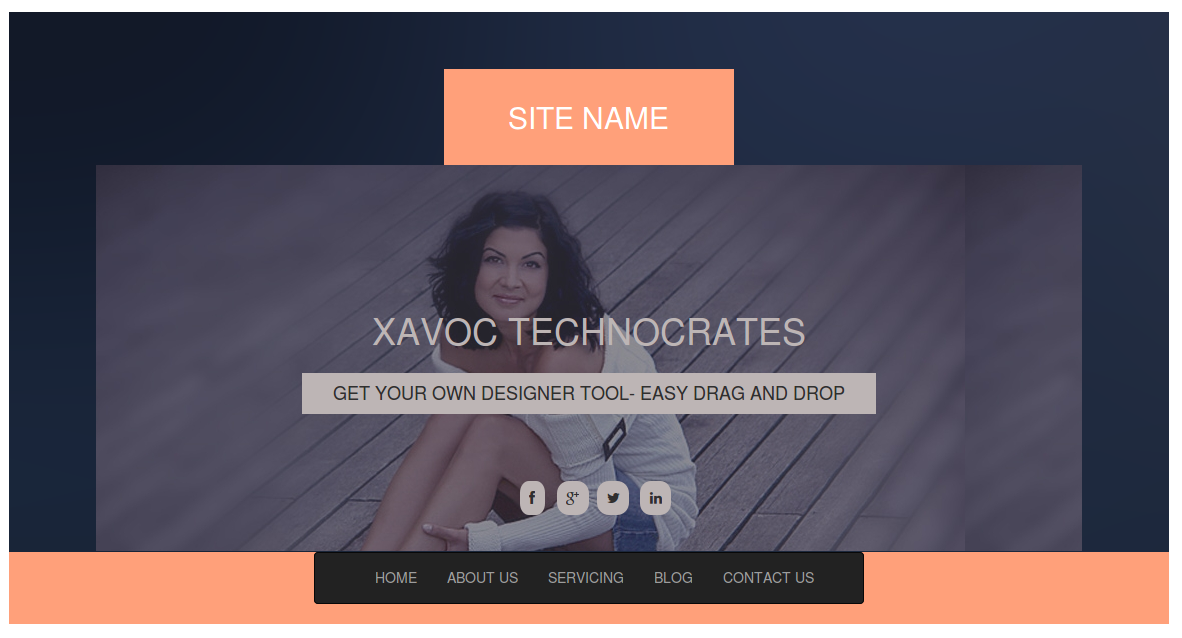 SITE NAME
XAVOC TECHNOCRATES
GET YOUR OWN DESIGNER TOOL- EASY DRAG AND DROP
f g+ in
HOME ABOUT US SERVICING BLOG CONTACT US